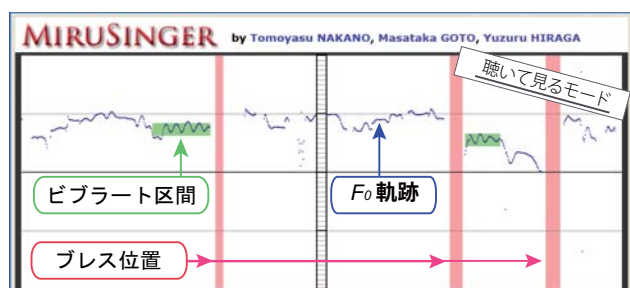 MIRUSINGER by Tomoyasu NAKANO, Masataka GOTO, Yuzuru HIRAGA
聴いて見るモード
ビブラート区間
F0 軌跡
ブレス位置